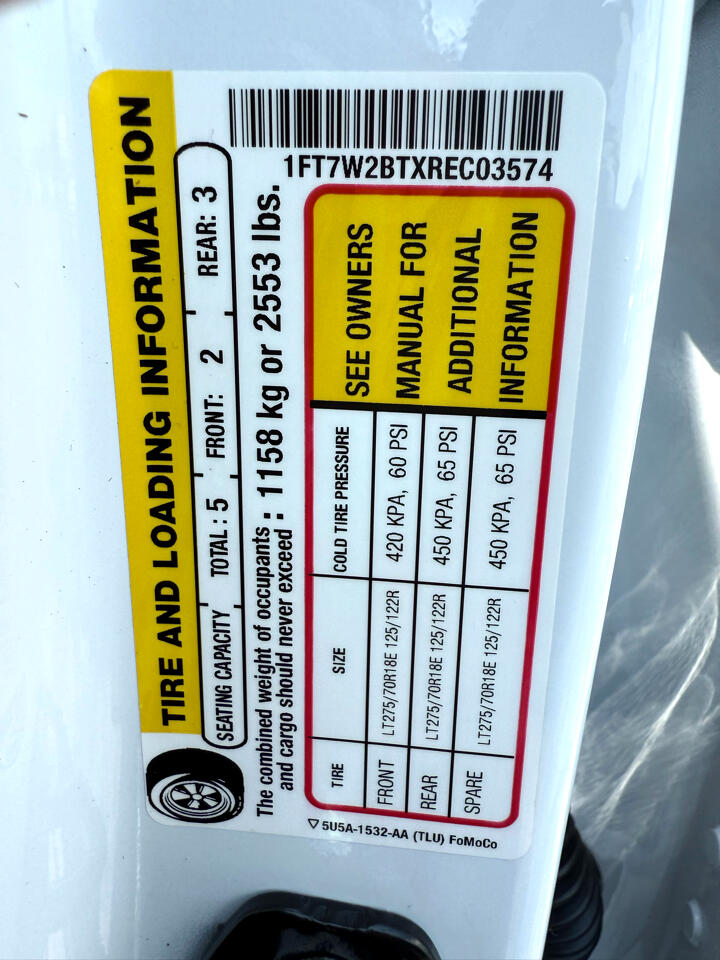 1FT7W2BTXREC03574
TIRE AND LOADING INFORMATION
SEATING CAPACITY TOTAL : 5 FRONT: 2 REAR: 3
The combined weight of occupants
and cargo should never exceed : 1158 kg or 2553 lbs.
TIRE SIZE COLD TIRE PRESSURE
FRONT LT275/70R18E 125/122R 420 KPA, 60 PSI
REAR LT275/70R18E 125/122R 450 KPA, 65 PSI
SPARE LT275/70R18E 125/122R 450 KPA, 65 PSI
SEE OWNERS
MANUAL FOR
ADDITIONAL
INFORMATION
▽ 5U5A-1532-AA (TLU) FoMoCo